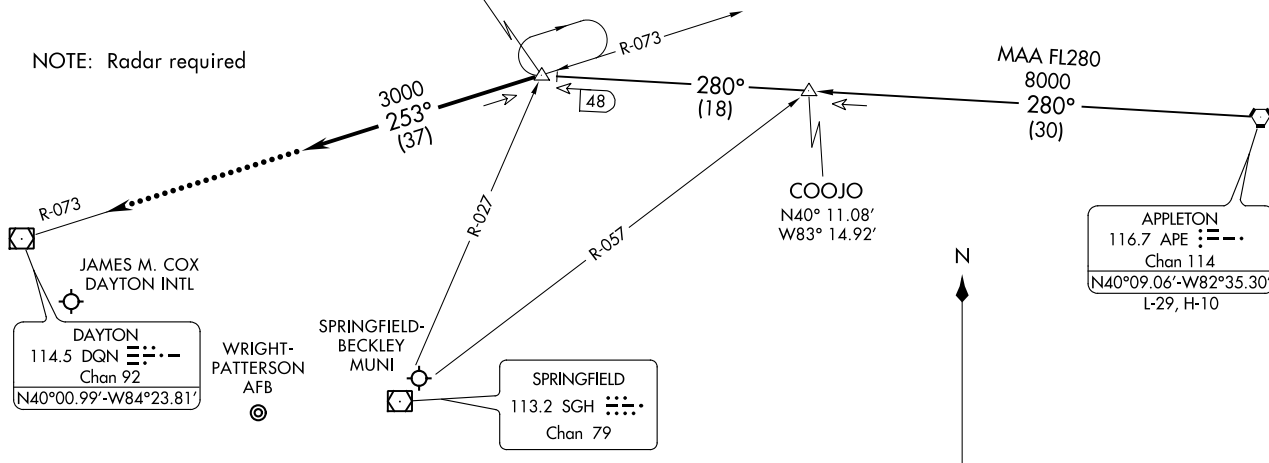 NOTE: Radar required
R-073
MAA FL280
8000
280°
(30)
280°
(18)
48
3000
253°
(37)
R-073
R-027
R-057
COOJO
N40° 11.08'
W83° 14.92'
APPLETON
116.7 APE
Chan 114
N40°09.06'-W82°35.30'
L-29, H-10
N
JAMES M. COX
DAYTON INTL
DAYTON
114.5 DQN
Chan 92
N40°00.99'-W84°23.81'
WRIGHT-
PATTERSON
AFB
SPRINGFIELD-
BECKLEY
MUNI
SPRINGFIELD
113.2 SGH
Chan 79